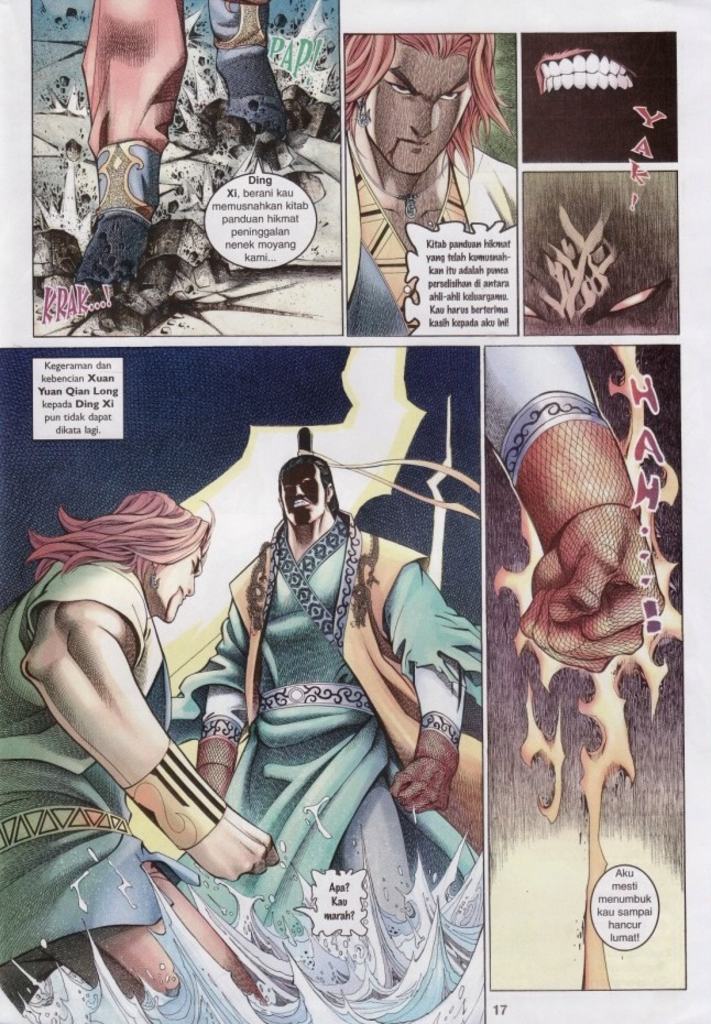 PAP!
Ding
Xi, berani kau
memusnahkan kitab
panduan hikmat
peninggalan
nenek moyang
kami...
KRAK...!
Kitab panduan hikmat
yang telah kumusnah-
kan itu adalah punca
perselisihan di antara
ahli-ahli keluargamu.
Kau harus berterima
kasih kepada aku ini!
YAK!
Kegeraman dan
kebencian Xuan
Yuan Qian Long
kepada Ding Xi
pun tidak dapat
dikata lagi.
Apa?
Kau
marah?
HAH...!
Aku
mesti
menumbuk
kau sampai
hancur
lumat!
17